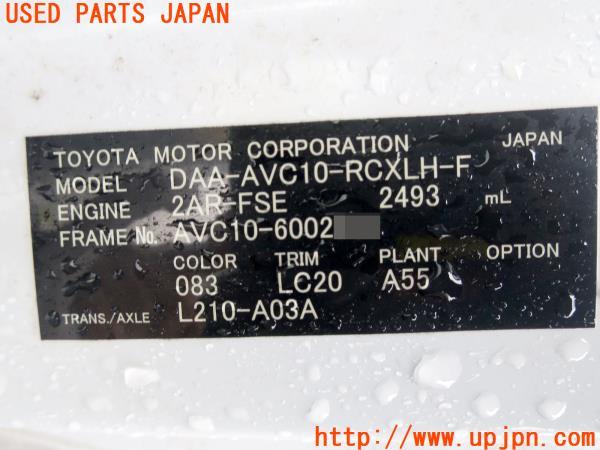 USED PARTS JAPAN
TOYOTA MOTOR CORPORATION JAPAN
MODEL DAA-AVC10-RCXLH-F
ENGINE 2AR-FSE 2493 mL
FRAME No. AVC10-6002
COLOR TRIM PLANT OPTION
083 LC20 A55
TRANS./AXLE L210-A03A
UPJ http://www.upjpn.com/